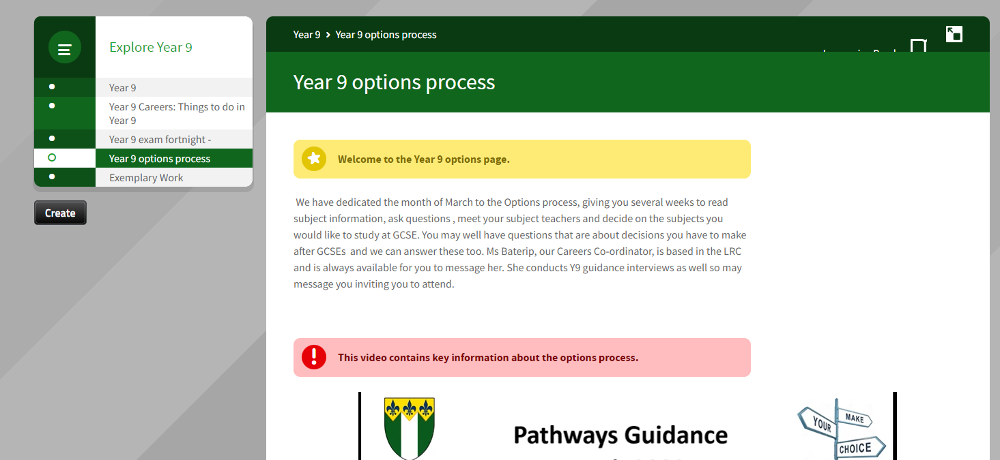 Explore Year 9
Year 9
Year 9 Careers: Things to do in
Year 9
Year 9 exam fortnight -
Year 9 options process
Exemplary Work
Create
Year 9 > Year 9 options process
Year 9 options process
Welcome to the Year 9 options page.
We have dedicated the month of March to the Options process, giving you several weeks to read
subject information, ask questions , meet your subject teachers and decide on the subjects you
would like to study at GCSE. You may well have questions that are about decisions you have to make
after GCSEs  and we can answer these too. Ms Baterip, our Careers Co-ordinator, is based in the LRC
and is always available for you to message her. She conducts Y9 guidance interviews as well so may
message you inviting you to attend.
This video contains key information about the options process.
Pathways Guidance
YOUR
MAKE
CHOICE